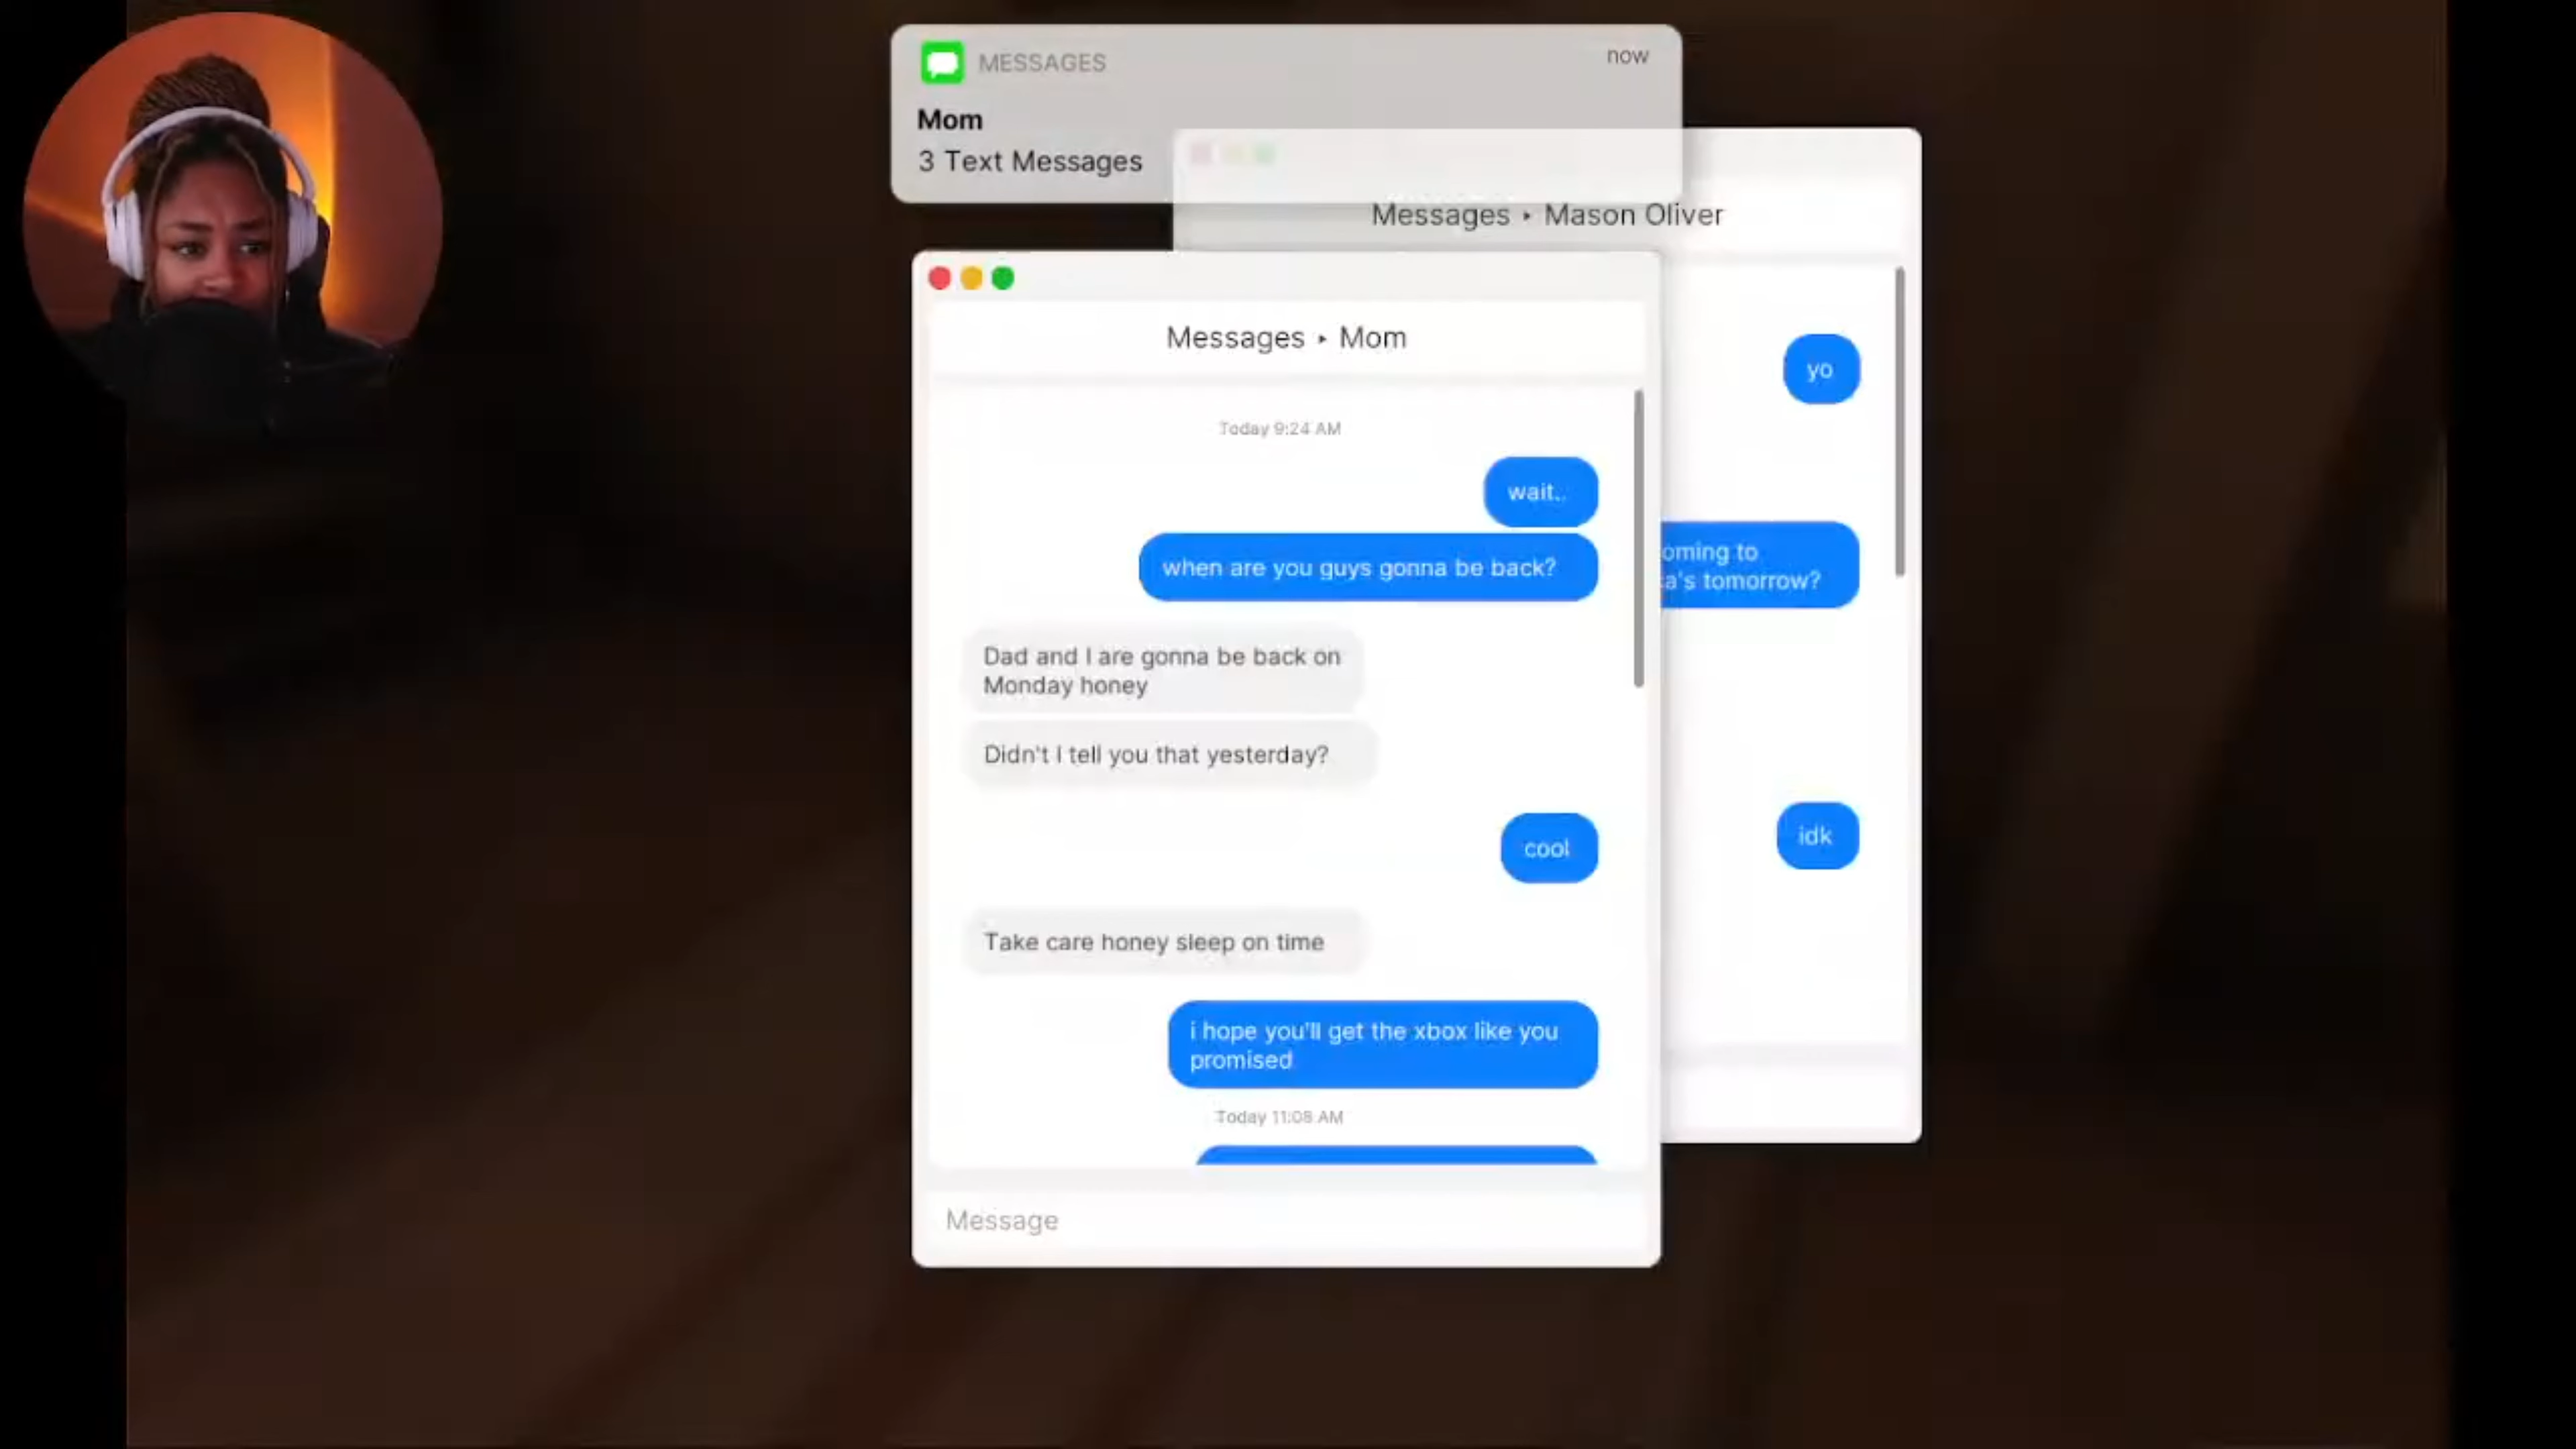 MESSAGES
now
Mom
3 Text Messages
Messages ‣ Mason Oliver
yo
oming to
a's tomorrow?
idk
Messages ‣ Mom
Today 9:24 AM
wait..
when are you guys gonna be back?
Dad and I are gonna be back on
Monday honey
Didn't I tell you that yesterday?
cool
Take care honey sleep on time
i hope you'll get the xbox like you
promised
Today 11:08 AM
Message